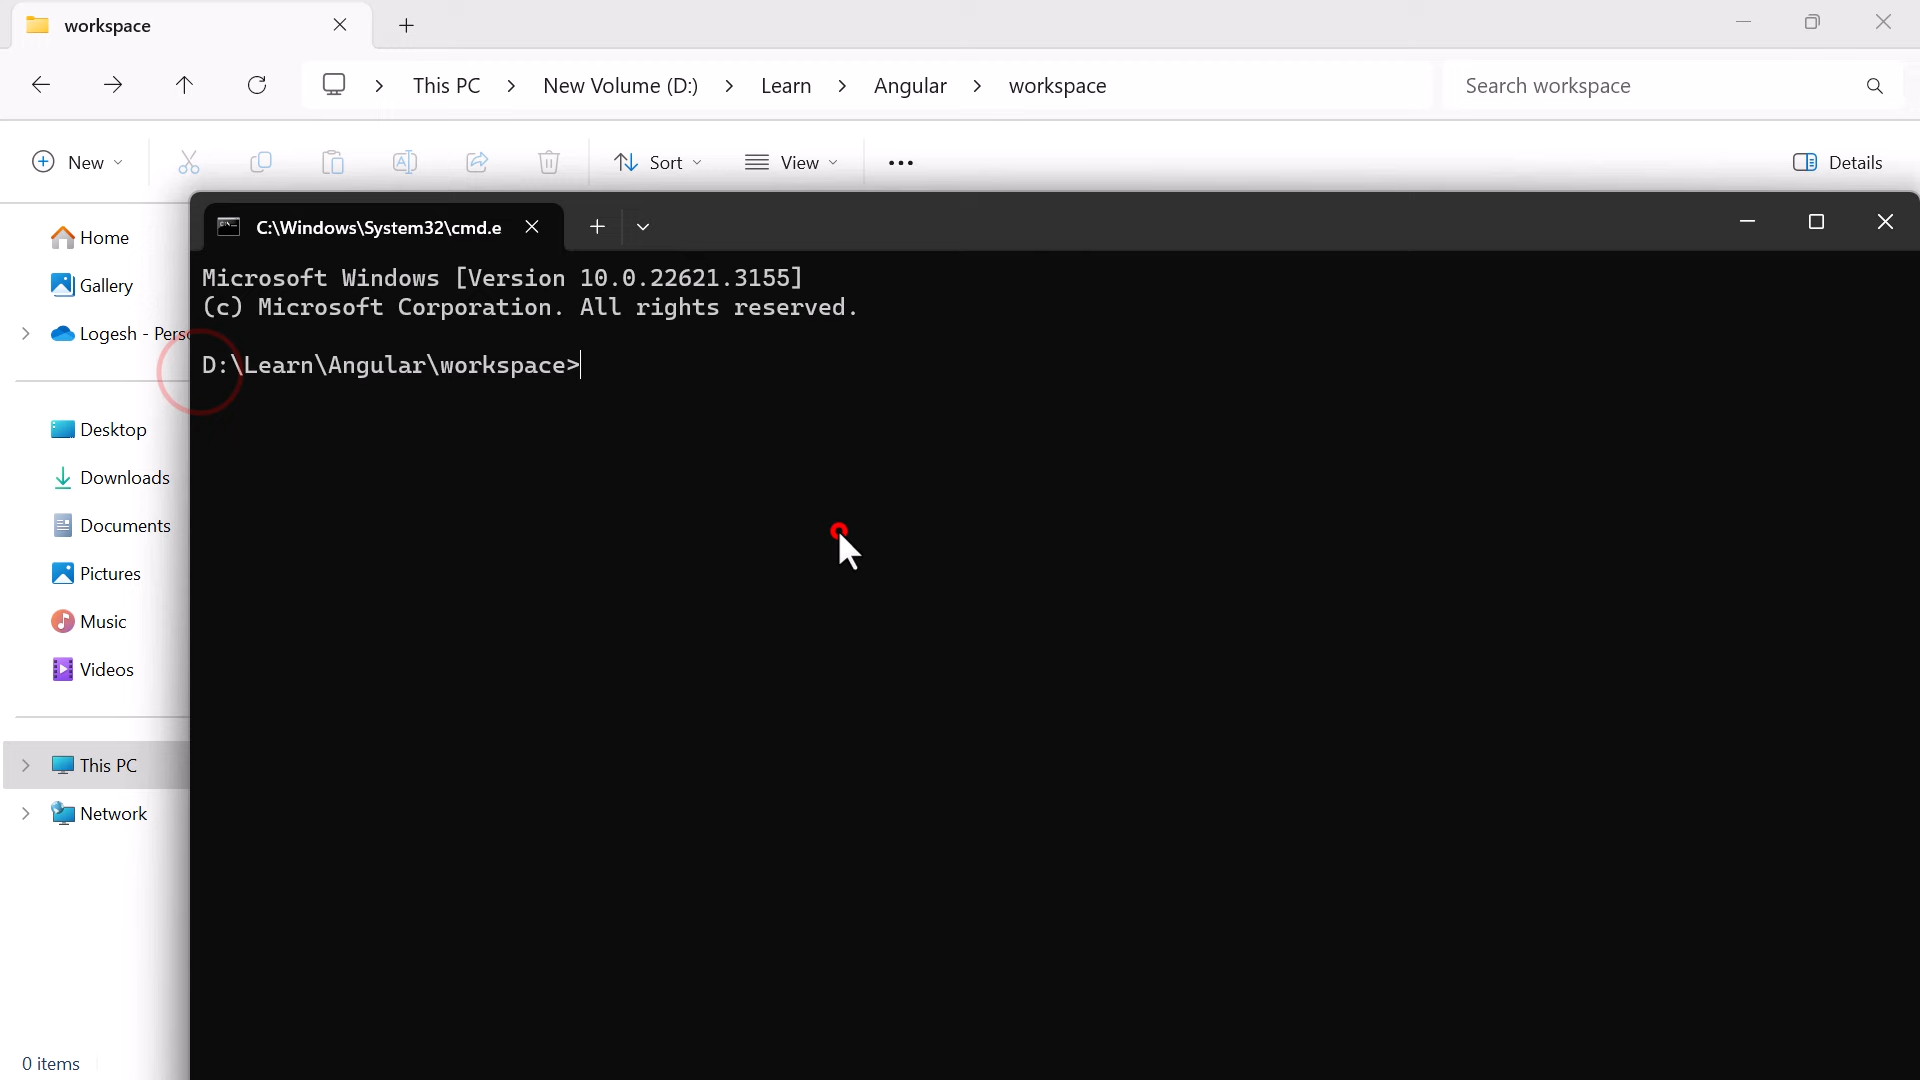 workspace
This PC > New Volume (D:) > Learn > Angular > workspace
Search workspace
New
Sort
View
Details
C:\Windows\System32\cmd.e
Microsoft Windows [Version 10.0.22621.3155]
(c) Microsoft Corporation. All rights reserved.
D:\Learn\Angular\workspace>
Home
Gallery
Logesh - Perso
Desktop
Downloads
Documents
Pictures
Music
Videos
This PC
Network
0 items